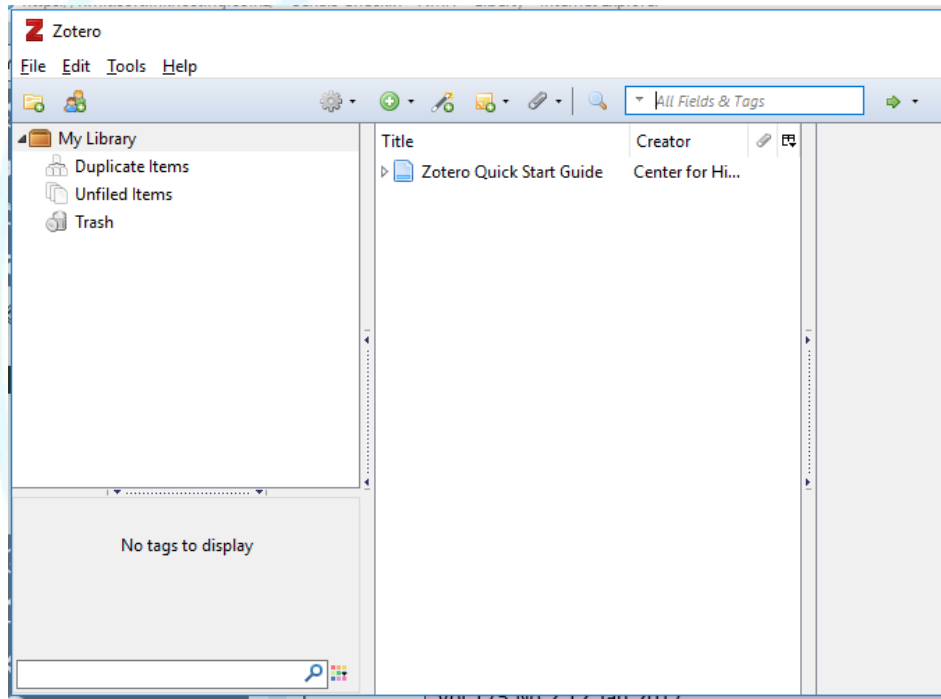 Zotero
File Edit Tools Help
All Fields & Tags
My Library
Duplicate Items
Unfiled Items
Trash
Title Creator
Zotero Quick Start Guide Center for Hi...
No tags to display